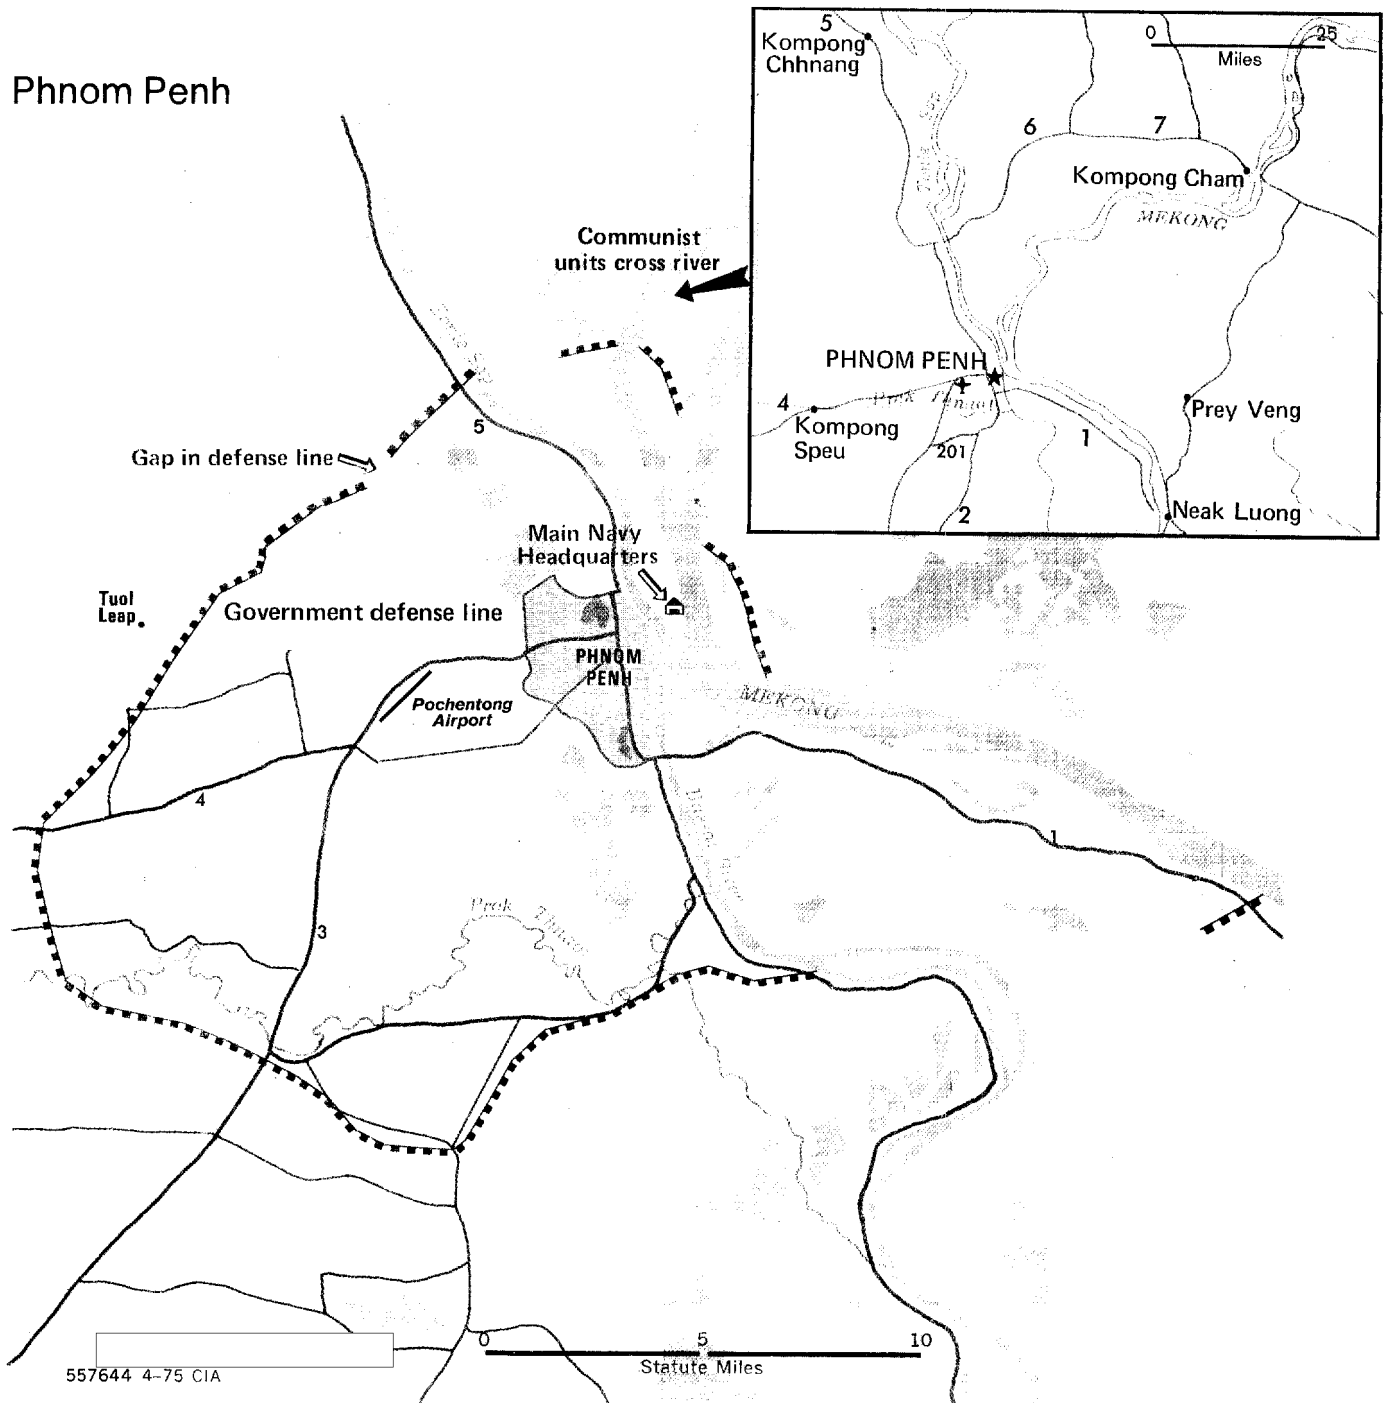 Phnom Penh
5
Kompong
Chhnang
0
25
Miles
6
7
Kompong Cham
MEKONG
PHNOM PENH
4
Kompong
Speu
201
2
1
Prey Veng
Neak Luong
Communist
units cross river
5
Gap in defense line
Main Navy
Headquarters
Tuol
Leap
Government defense line
PHNOM
PENH
Pochentong
Airport
MEKONG
4
1
3
Prek Thnaot
0
5
10
Statute Miles
557644 4-75 CIA